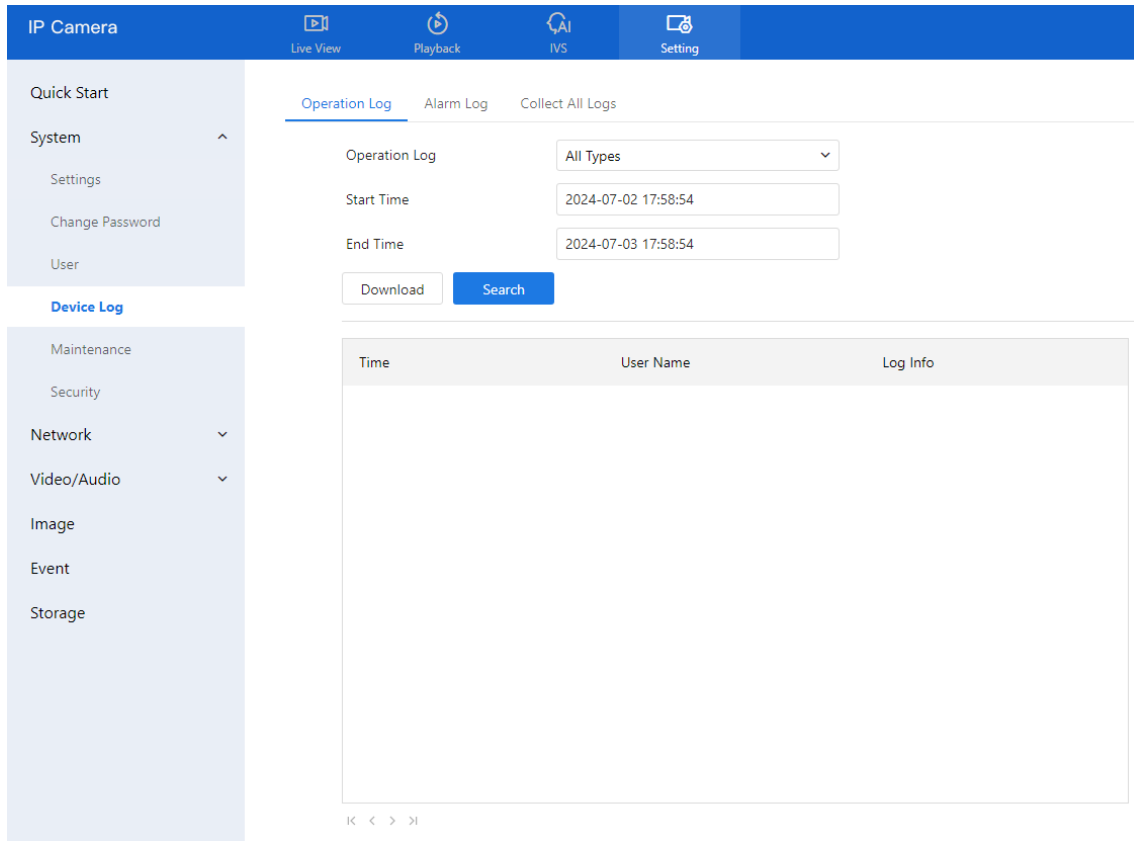 IP Camera
Live View Playback IVS Setting
AI
Quick Start
System
Settings
Change Password
User
Device Log
Maintenance
Security
Network
Video/Audio
Image
Event
Storage
Operation Log Alarm Log Collect All Logs
Operation Log All Types
Start Time 2024-07-02 17:58:54
End Time 2024-07-03 17:58:54
Download Search
Time User Name Log Info